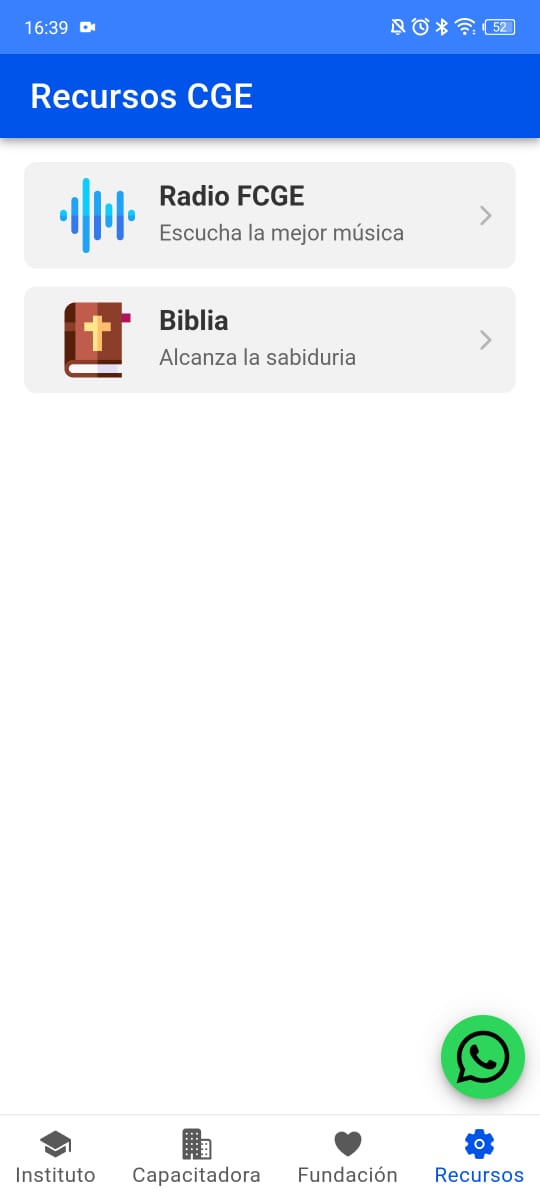 16:39
52
Recursos CGE
Radio FCGE
Escucha la mejor música
Biblia
Alcanza la sabiduria
Instituto
Capacitadora
Fundación
Recursos